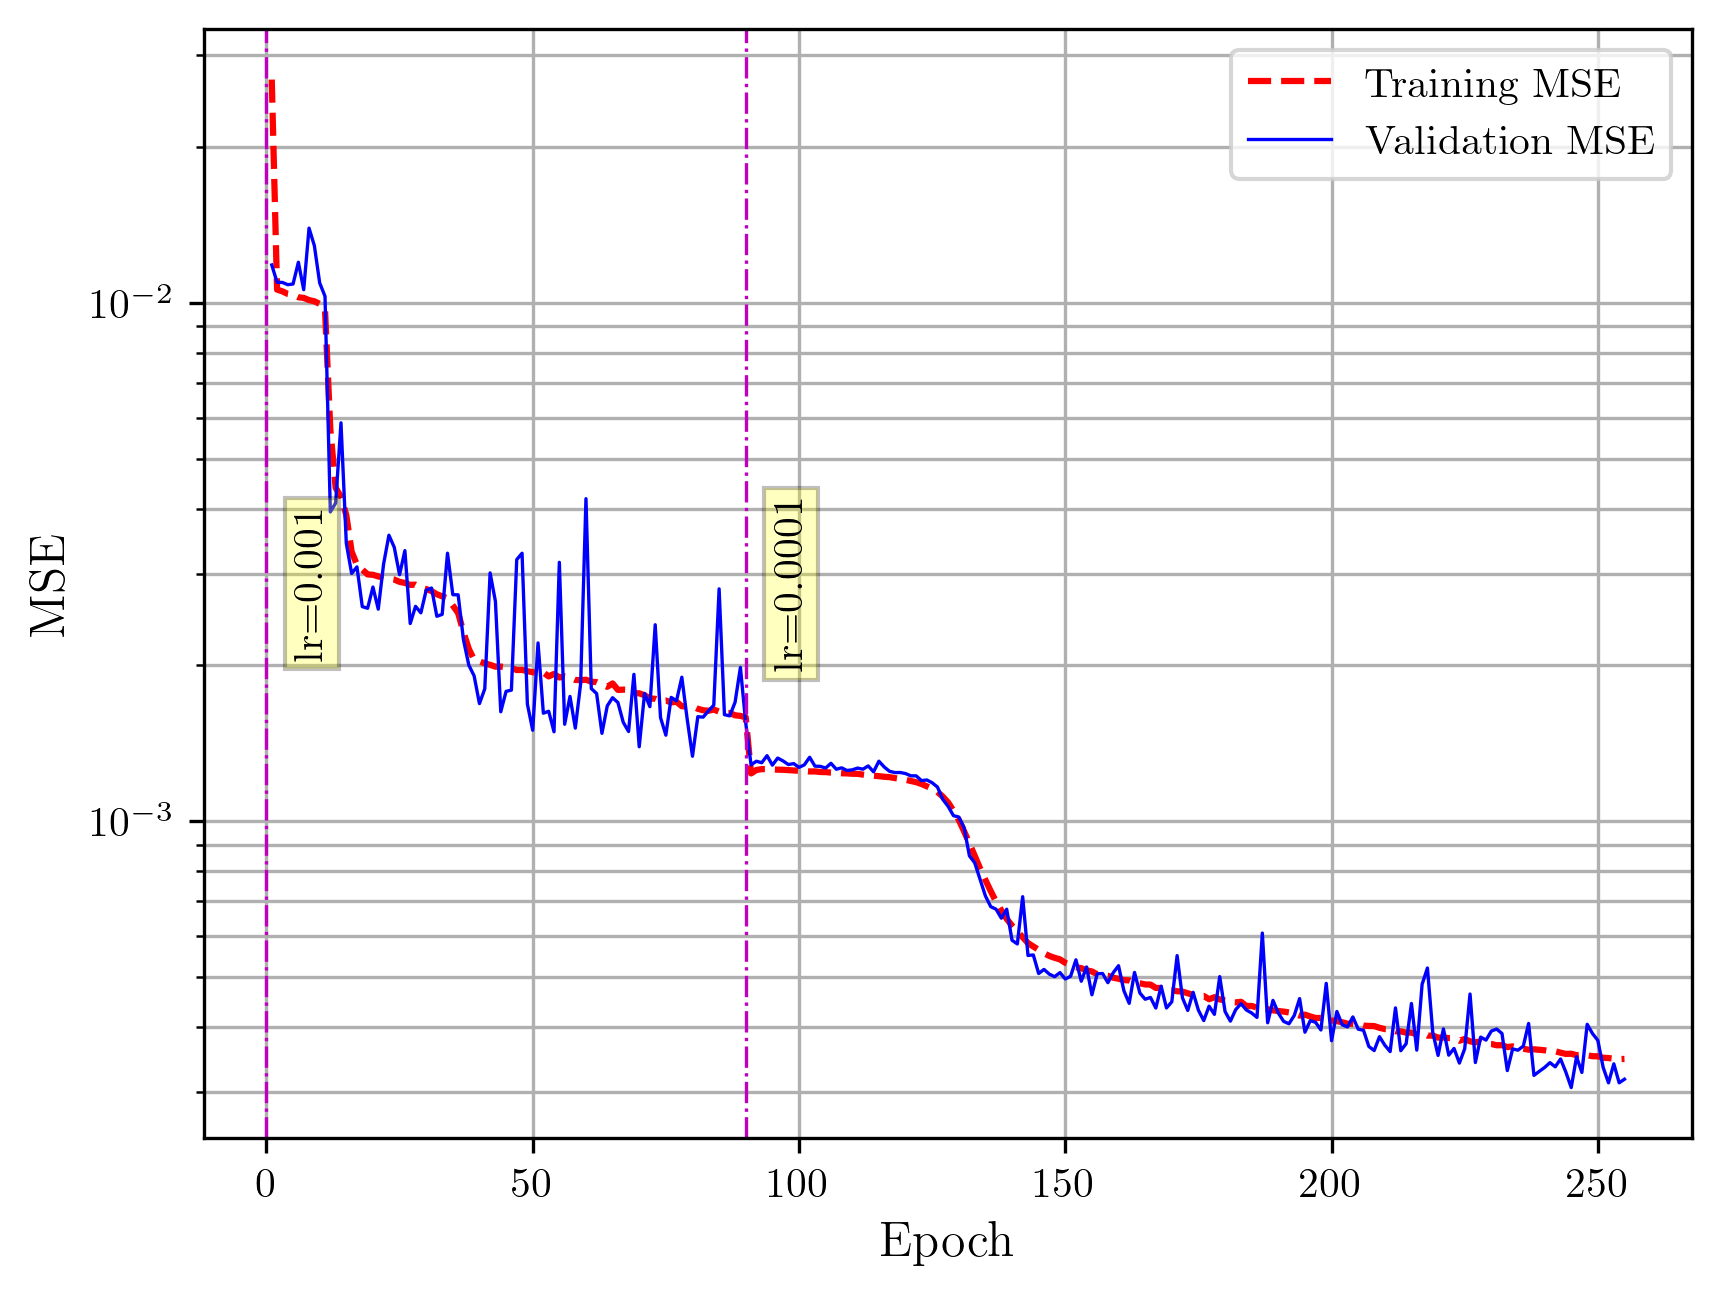 Training MSE
Validation MSE
10⁻²
10⁻³
MSE
lr=0.001
lr=0.0001
0 50 100 150 200 250
Epoch